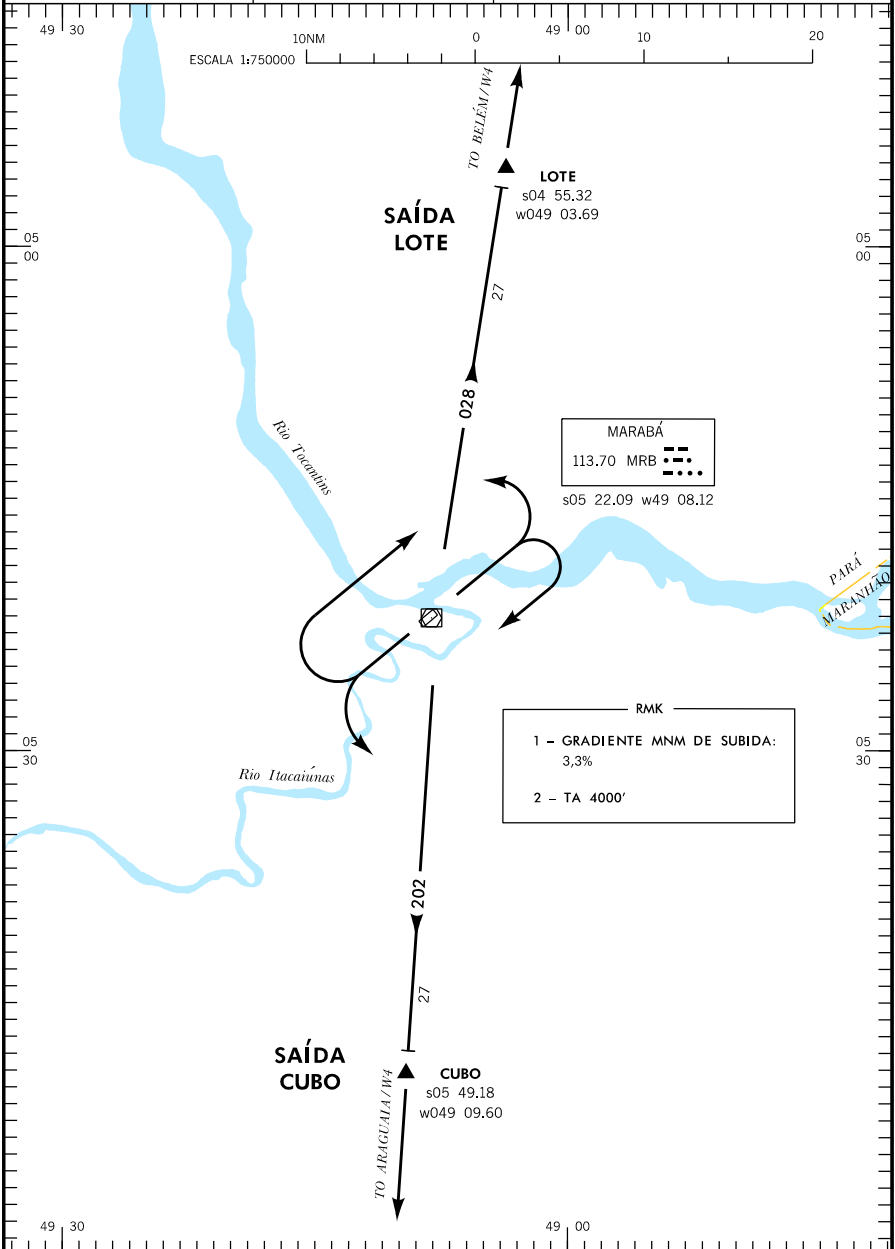 49 30
49 00
10NM 0 10 20
ESCALA 1:750000
TO BELÉM/W4
LOTE
s04 55.32
w049 03.69
SAÍDA
LOTE
05
00
05
00
27
028
Rio Tocantins
MARABÁ
113.70 MRB
s05 22.09 w49 08.12
PARÁ
MARANHÃO
RMK
1 – GRADIENTE MNM DE SUBIDA:
3,3%
2 – TA 4000'
05
30
05
30
Rio Itacaiúnas
202
27
SAÍDA
CUBO
CUBO
s05 49.18
w049 09.60
TO ARAGUAIA/W4
49 30
49 00